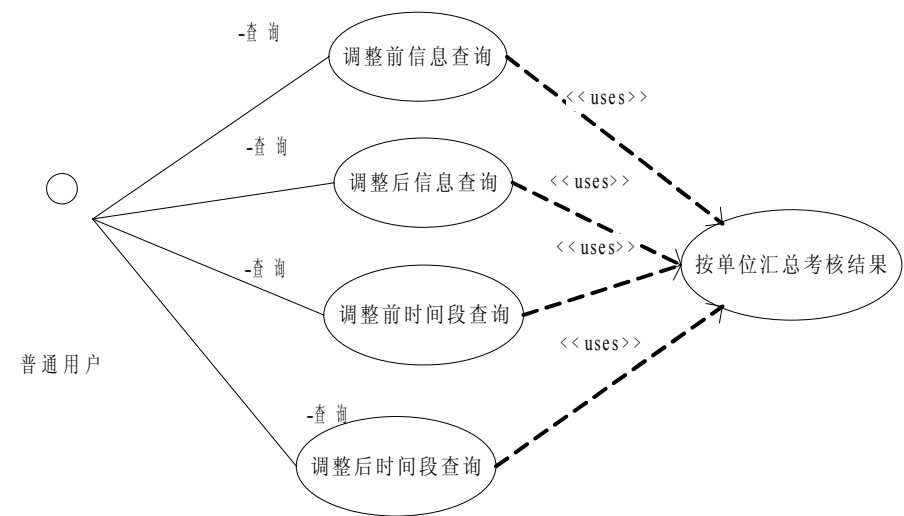 -查 询
调整前信息查询
<<uses>>
-查 询
调整后信息查询
<<uses>>
<<uses>>
-查 询
按单位汇总考核结果
调整前时间段查询
<<uses>>
普通用户
-查 询
调整后时间段查询